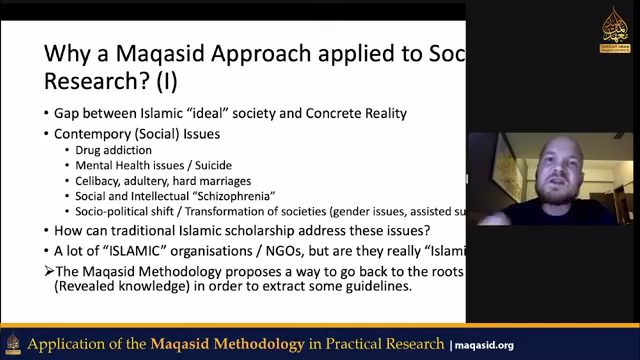 Why a Maqasid Approach applied to Soc
Research? (I)
• Gap between Islamic “ideal” society and Concrete Reality
• Contempory (Social) Issues
• Drug addiction
• Mental Health issues / Suicide
• Celibacy, adultery, hard marriages
• Social and Intellectual “Schizophrenia”
• Socio-political shift / Transformation of societies (gender issues, assisted su
• How can traditional Islamic scholarship address these issues?
• A lot of “ISLAMIC” organisations / NGOs, but are they really “Islami
➢The Maqasid Methodology proposes a way to go back to the roots
(Revealed knowledge) in order to extract some guidelines.
Application of the Maqasid Methodology in Practical Research | maqasid.org